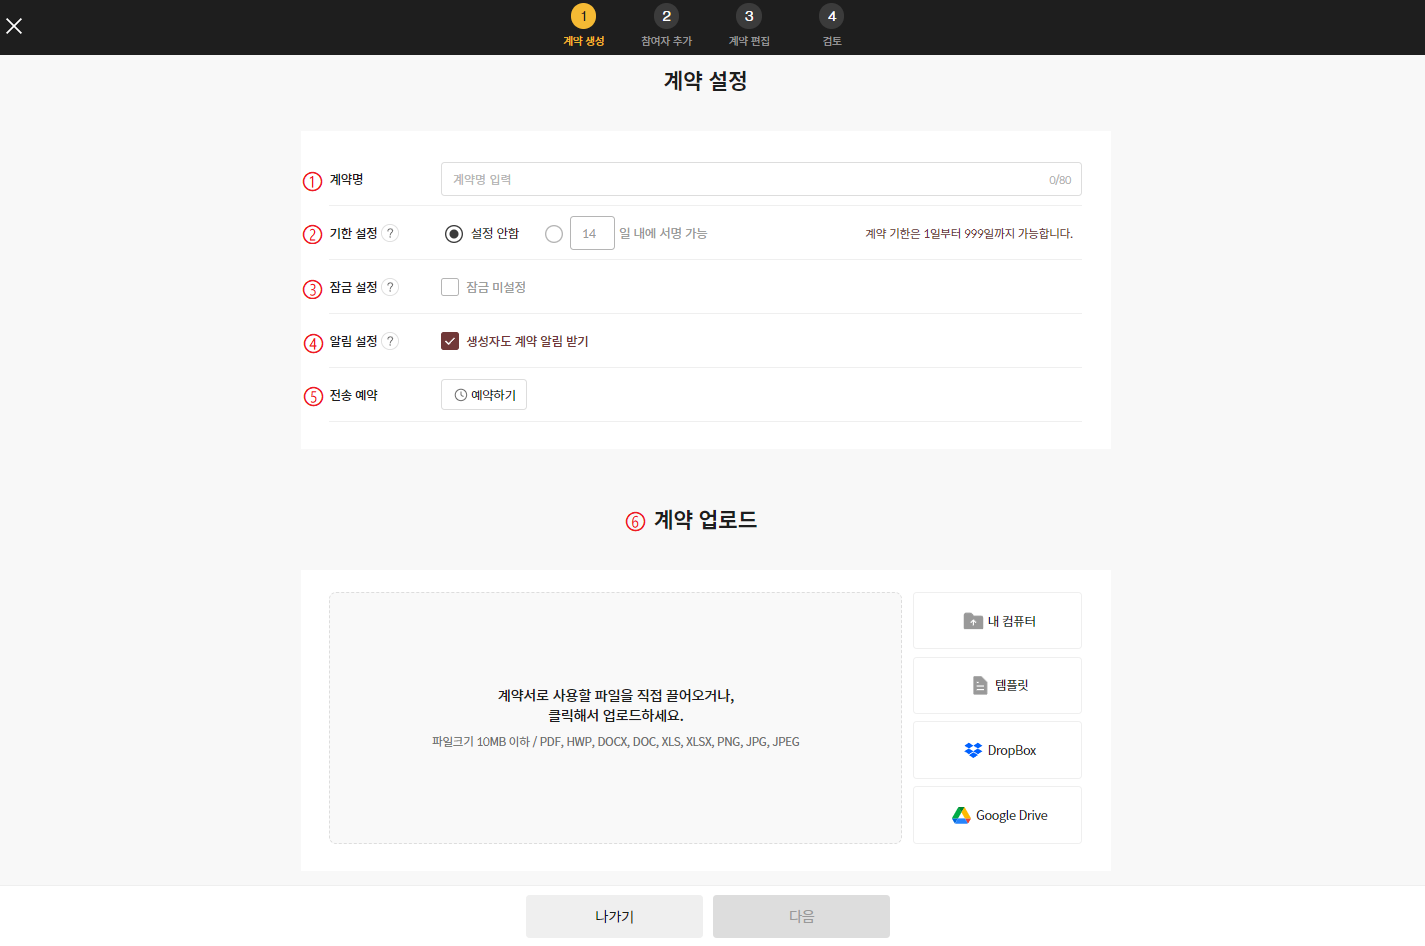 1 2 3 4
계약 생성 참여자 추가 계약 편집 검토
계약 설정
① 계약명 계약명 입력 0/80
② 기한 설정 ? 설정 안함 14 일 내에 서명 가능 계약 기한은 1일부터 999일까지 가능합니다.
③ 잠금 설정 ? 잠금 미설정
④ 알림 설정 ? 생성자도 계약 알림 받기
⑤ 전송 예약 예약하기
⑥ 계약 업로드
계약서로 사용할 파일을 직접 끌어오거나,
클릭해서 업로드하세요.
파일크기 10MB 이하 / PDF, HWP, DOCX, DOC, XLS, XLSX, PNG, JPG, JPEG
내 컴퓨터
템플릿
DropBox
Google Drive
나가기 다음